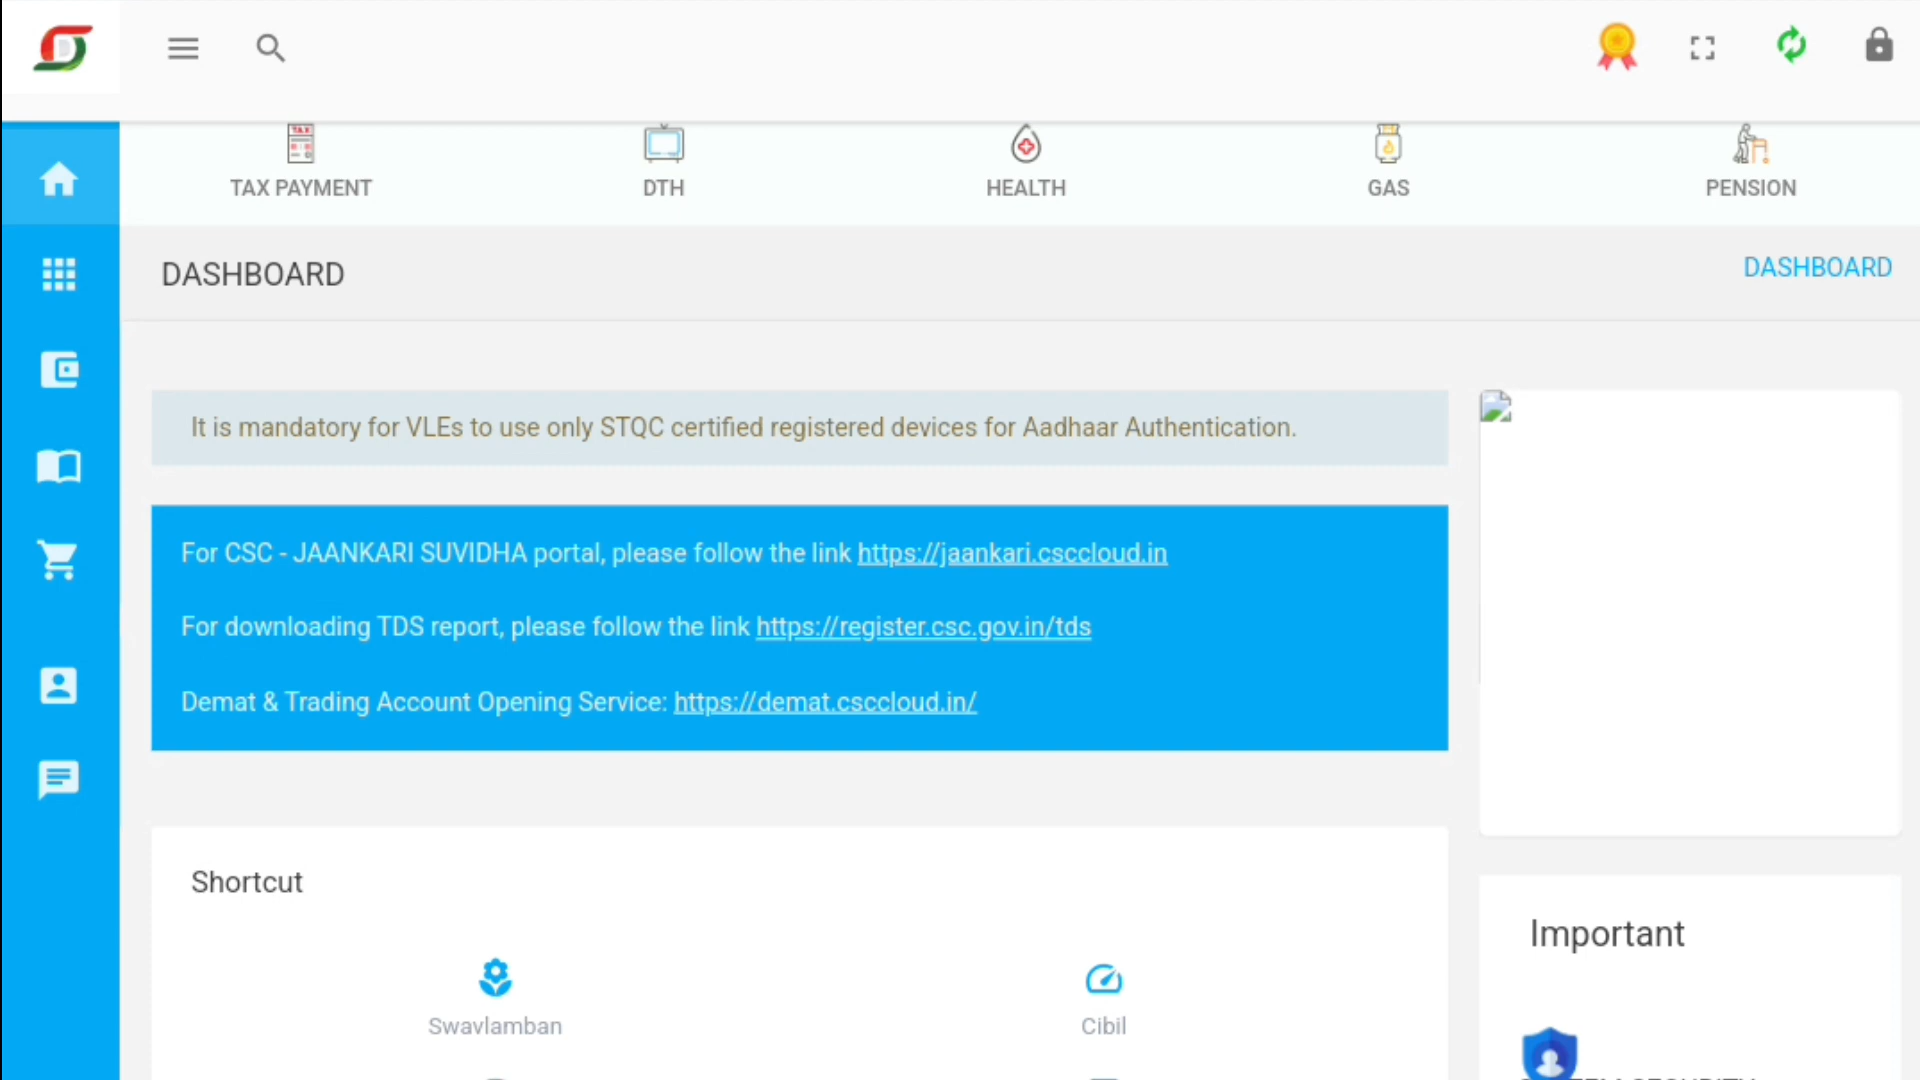 TAX PAYMENT
DTH
HEALTH
GAS
PENSION
DASHBOARD
DASHBOARD
It is mandatory for VLEs to use only STQC certified registered devices for Aadhaar Authentication.
For CSC - JAANKARI SUVIDHA portal, please follow the link https://jaankari.csccloud.in
For downloading TDS report, please follow the link https://register.csc.gov.in/tds
Demat & Trading Account Opening Service: https://demat.csccloud.in/
Shortcut
Swavlamban
Cibil
Important